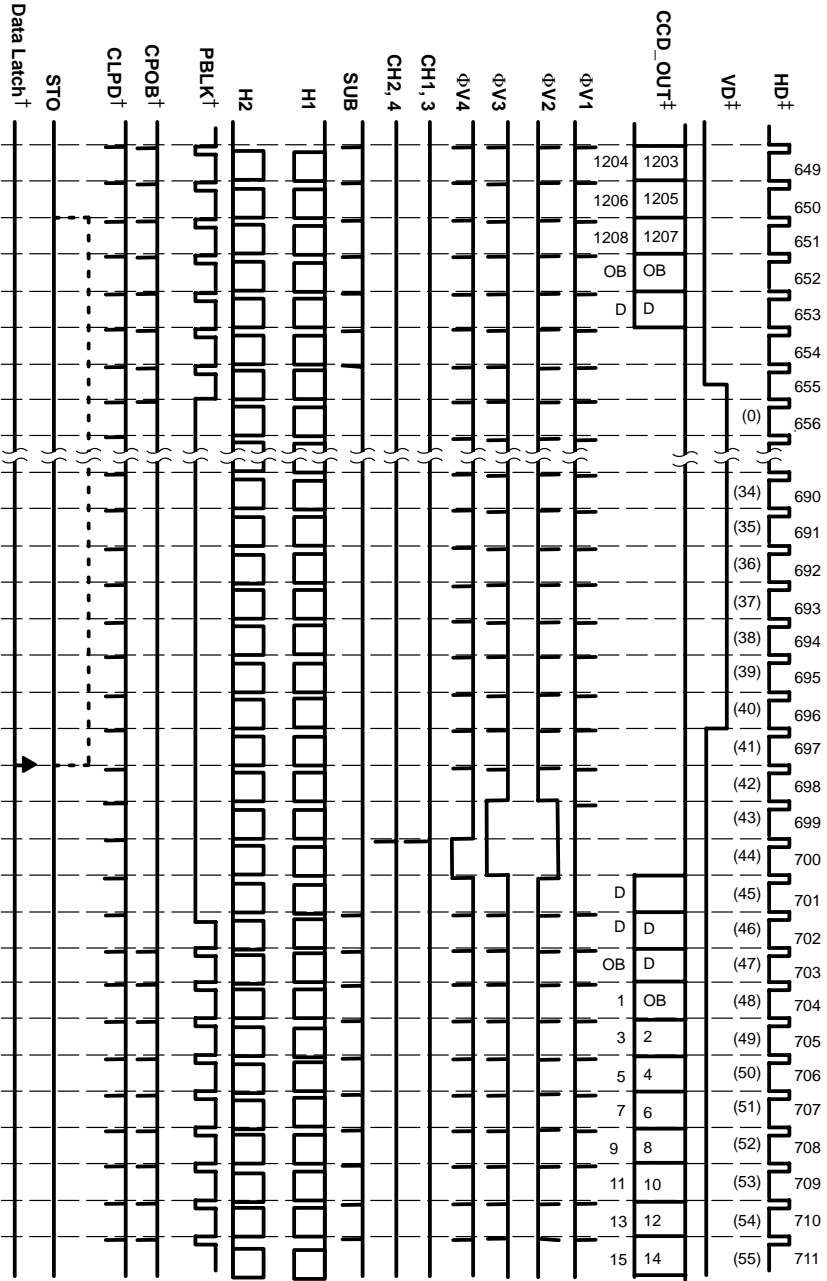 HD‡
VD‡
CCD_OUT‡
ΦV1
ΦV2
ΦV3
ΦV4
CH1, 3
CH2, 4
SUB
H1
H2
PBLK†
CPOB†
CLPD†
STO
Data Latch†
649
650
651
652
653
654
655
656
690
691
692
693
694
695
696
697
698
699
700
701
702
703
704
705
706
707
708
709
710
711
(0)
(34)
(35)
(36)
(37)
(38)
(39)
(40)
(41)
(42)
(43)
(44)
(45)
(46)
(47)
(48)
(49)
(50)
(51)
(52)
(53)
(54)
(55)
1203
1205
1207
OB
D
D
D
OB
2
4
6
8
10
12
14
1204
1206
1208
OB
D
D
D
OB
1
3
5
7
9
11
13
15